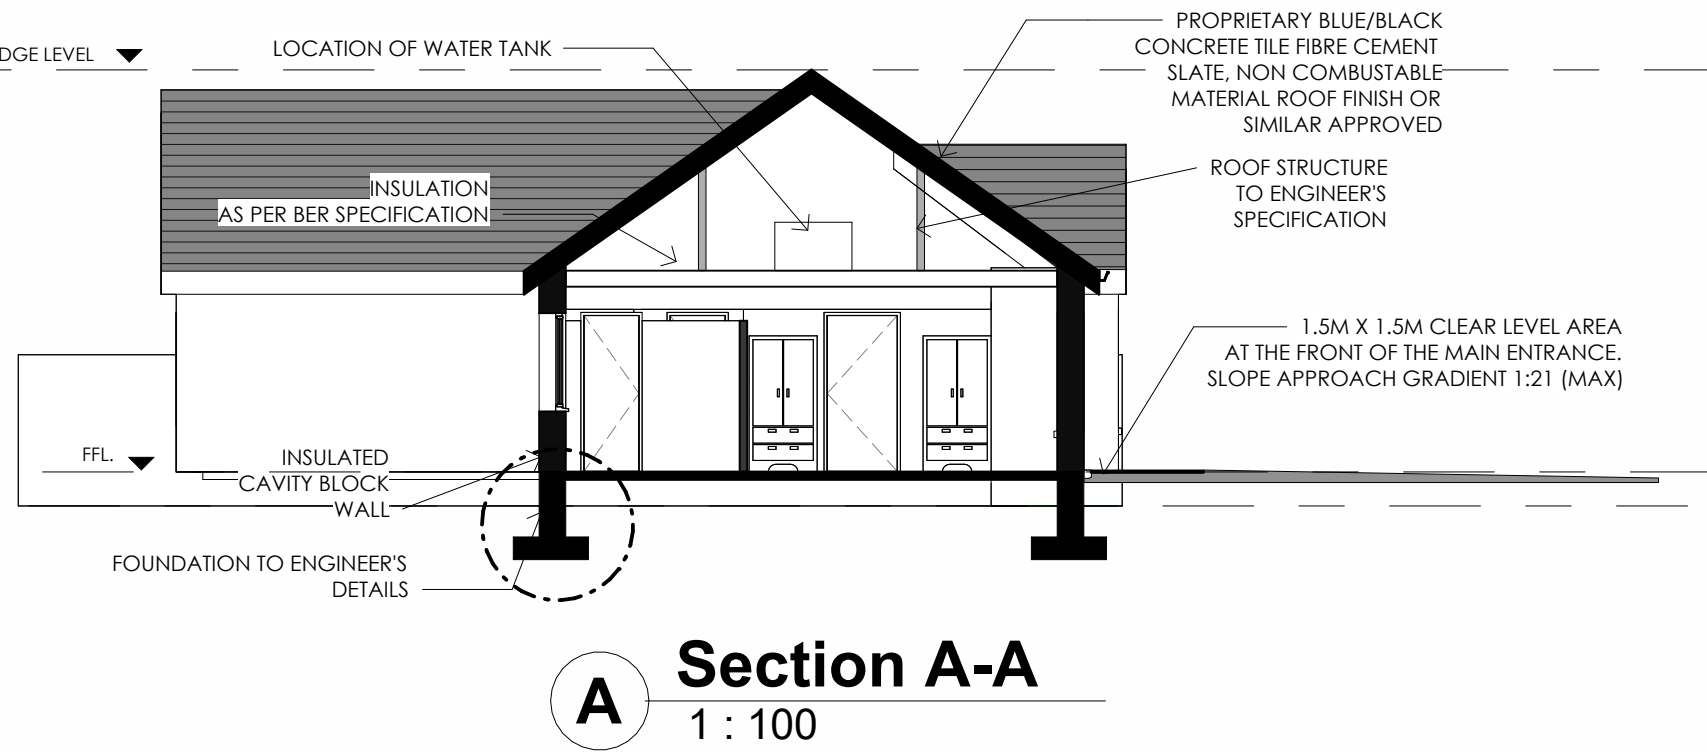 DGE LEVEL
LOCATION OF WATER TANK
PROPRIETARY BLUE/BLACK
CONCRETE TILE FIBRE CEMENT
SLATE, NON COMBUSTABLE
MATERIAL ROOF FINISH OR
SIMILAR APPROVED
INSULATION
AS PER BER SPECIFICATION
ROOF STRUCTURE
TO ENGINEER'S
SPECIFICATION
1.5M X 1.5M CLEAR LEVEL AREA
AT THE FRONT OF THE MAIN ENTRANCE.
SLOPE APPROACH GRADIENT 1:21 (MAX)
FFL.
INSULATED
CAVITY BLOCK
WALL
FOUNDATION TO ENGINEER'S
DETAILS
A
Section A-A
1 : 100